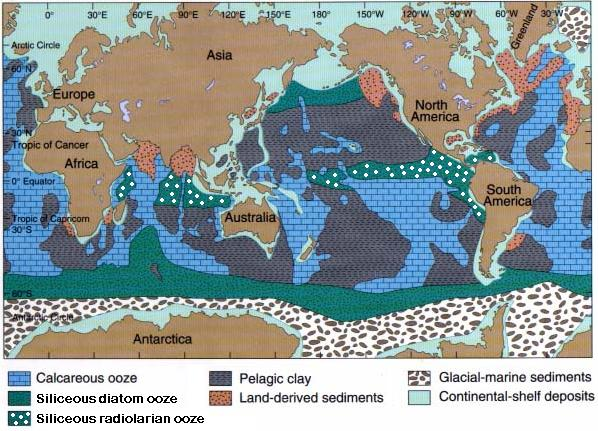 0° 30°E 60°E 90°E 120°E 150°E 180° 150°W 120°W 90°W 60°W 30°W
Greenland
Arctic Circle
60°N
Asia
Europe
North
America
30°N
Tropic of Cancer
Africa
0° Equator
South
America
Tropic of Capricorn
Australia
30°S
60°S
Antarctic Circle
Antarctica
Calcareous ooze
Pelagic clay
Glacial-marine sediments
Siliceous diatom ooze
Land-derived sediments
Continental-shelf deposits
Siliceous radiolarian ooze